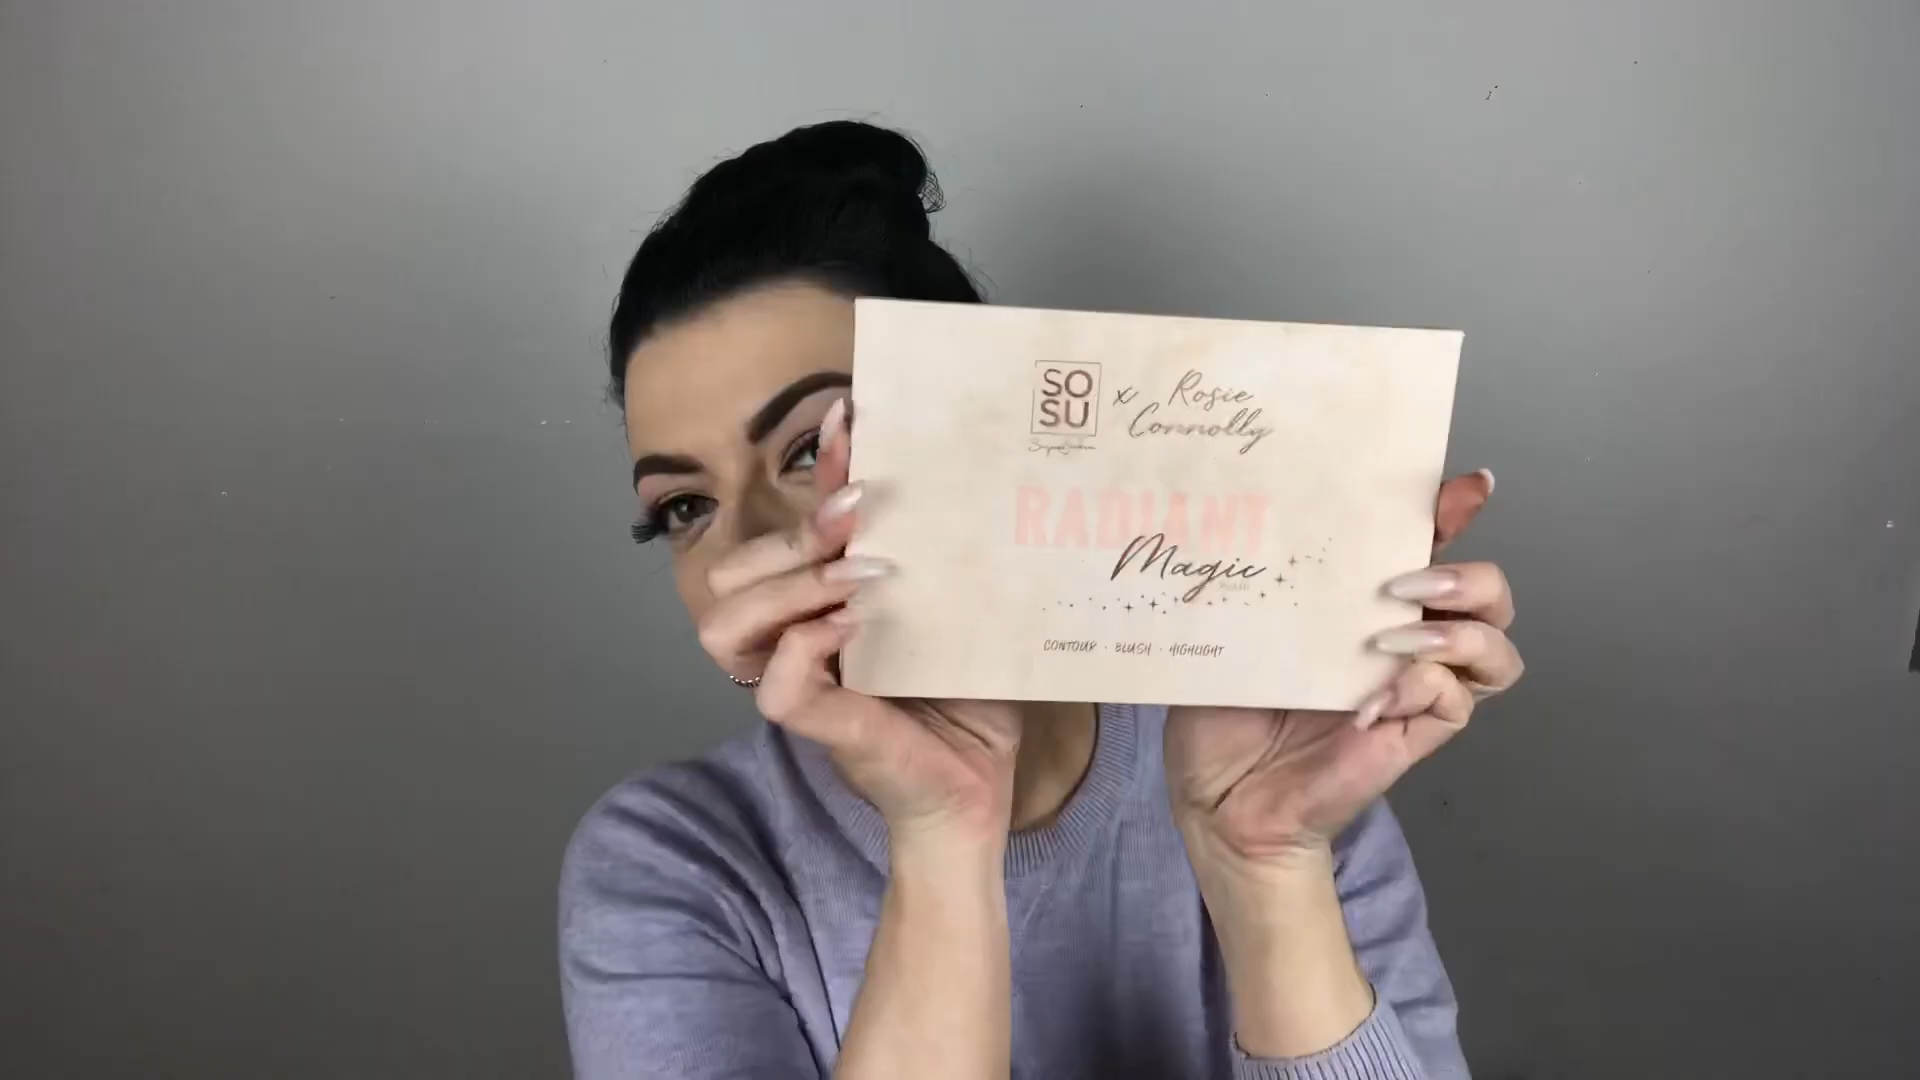 SO
SU
x Rosie
Connolly
RADIANT
Magic
CONTOUR · BLUSH · HIGHLIGHT